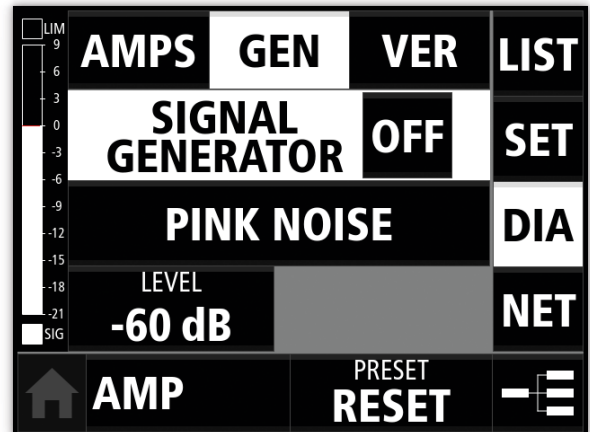 LIM
9
6
3
0
-3
-6
-9
-12
-15
-18
-21
SIG
AMPS GEN VER
SIGNAL
GENERATOR OFF
PINK NOISE
LEVEL
-60 dB
LIST
SET
DIA
NET
AMP
PRESET
RESET